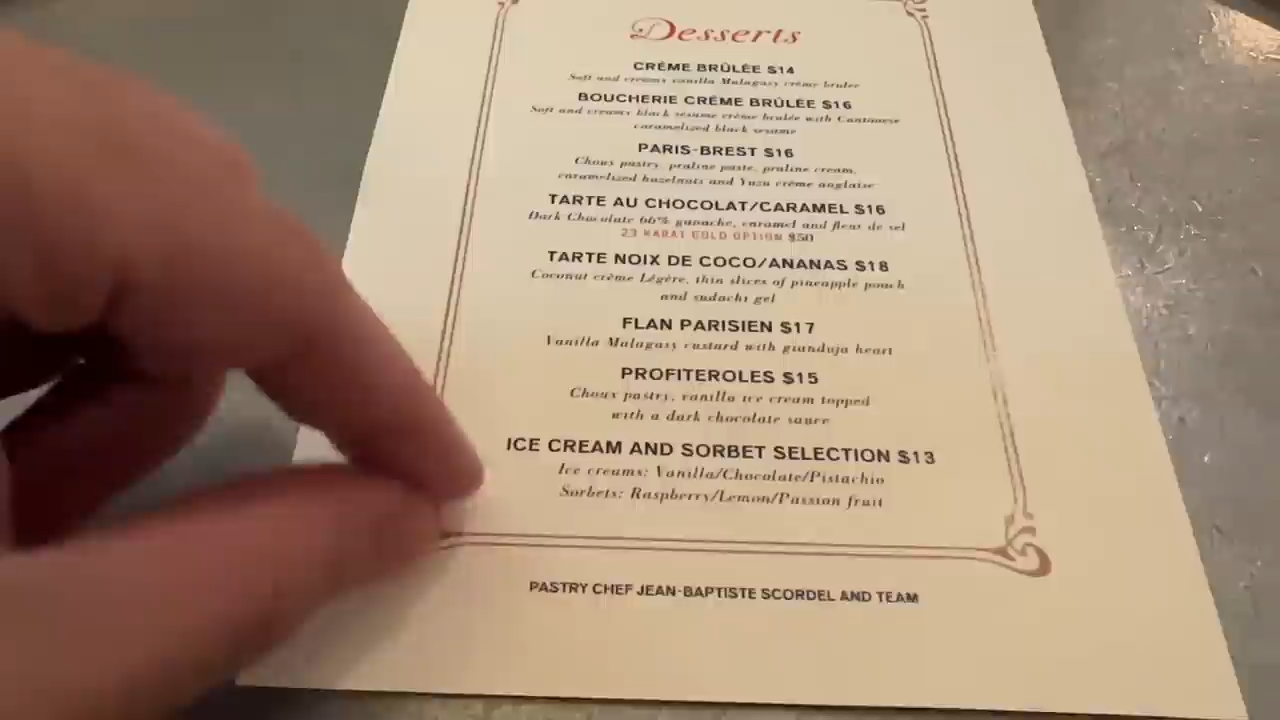 Desserts
CRÉME BRÛLÉE $14
Soft and creamy vanilla Malagasy crème brulée
BOUCHERIE CRÉME BRÛLÉE $16
Soft and creamy black sesame crème brulée with Cantonese
caramelized black sesame
PARIS-BREST $16
Choux pastry, praline paste, praline cream,
caramelized hazelnuts and Yuzu crème anglaise
TARTE AU CHOCOLAT/CARAMEL $16
Dark Chocolate 66% ganache, caramel and fleur de sel
23 KARAT GOLD OPTION $50
TARTE NOIX DE COCO/ANANAS $18
Coconut crème Légère, thin slices of pineapple pouch
and sudachi gel
FLAN PARISIEN $17
Vanilla Malagasy custard with gianduja heart
PROFITEROLES $15
Choux pastry, vanilla ice cream topped
with a dark chocolate sauce
ICE CREAM AND SORBET SELECTION $13
Ice creams: Vanilla/Chocolate/Pistachio
Sorbets: Raspberry/Lemon/Passion fruit
PASTRY CHEF JEAN-BAPTISTE SCORDEL AND TEAM